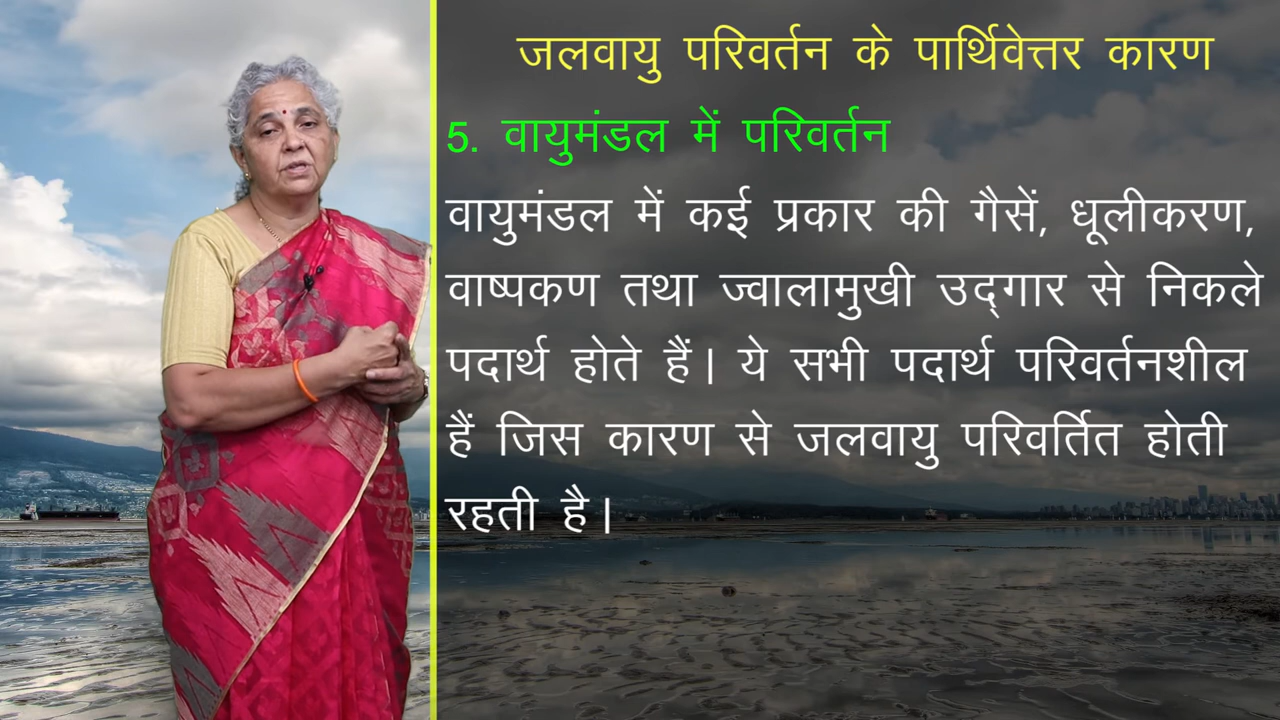 जलवायु परिवर्तन के पार्थिवेत्तर कारण
5. वायुमंडल में परिवर्तन
वायुमंडल में कई प्रकार की गैसें, धूलीकरण,
वाष्पकण तथा ज्वालामुखी उद्‌गार से निकले
पदार्थ होते हैं। ये सभी पदार्थ परिवर्तनशील
हैं जिस कारण से जलवायु परिवर्तित होती
रहती है।